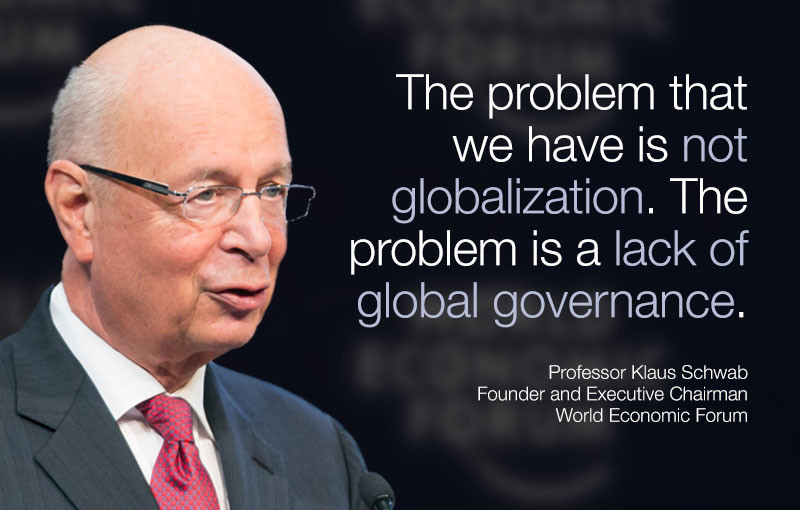 The problem that
we have is not
globalization. The
problem is a lack of
global governance.
Professor Klaus Schwab
Founder and Executive Chairman
World Economic Forum